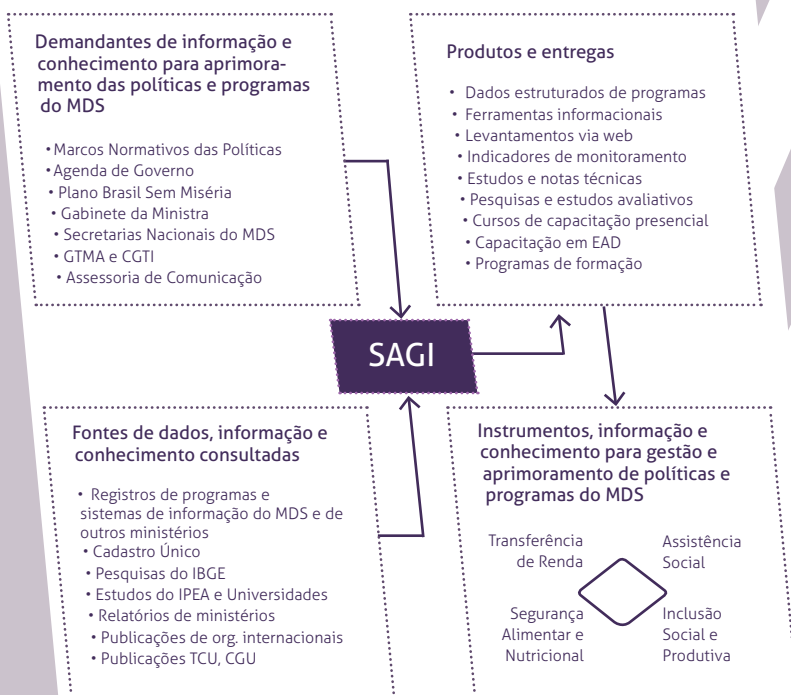 Demandantes de informação e
conhecimento para aprimora-
mento das políticas e programas
do MDS
• Marcos Normativos das Políticas
• Agenda de Governo
• Plano Brasil Sem Miséria
• Gabinete da Ministra
• Secretarias Nacionais do MDS
• GTMA e CGTI
• Assessoria de Comunicação
Produtos e entregas
• Dados estruturados de programas
• Ferramentas informacionais
• Levantamentos via web
• Indicadores de monitoramento
• Estudos e notas técnicas
• Pesquisas e estudos avaliativos
• Cursos de capacitação presencial
• Capacitação em EAD
• Programas de formação
SAGI
Fontes de dados, informação e
conhecimento consultadas
• Registros de programas e
sistemas de informação do MDS e de
outros ministérios
• Cadastro Único
• Pesquisas do IBGE
• Estudos do IPEA e Universidades
• Relatórios de ministérios
• Publicações de org. internacionais
• Publicações TCU, CGU
Instrumentos, informação e
conhecimento para gestão e
aprimoramento de políticas e
programas do MDS
Transferência
de Renda
Assistência
Social
Segurança
Alimentar e
Nutricional
Inclusão
Social e
Produtiva